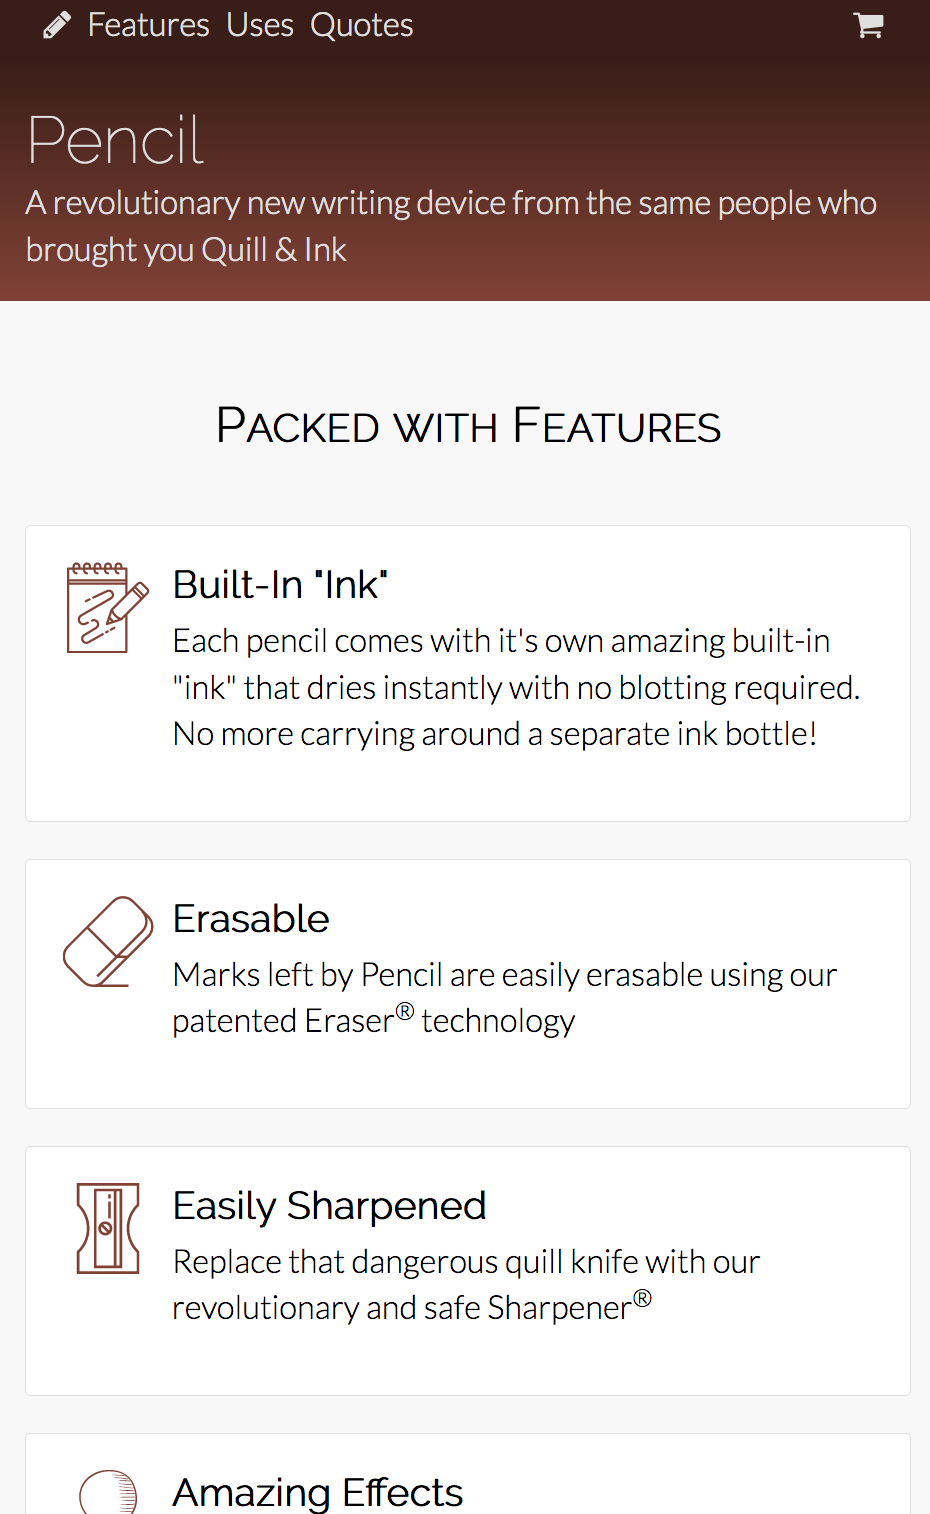 Features Uses Quotes
Pencil
A revolutionary new writing device from the same people who
brought you Quill & Ink
Packed with Features
Built-In "Ink"
Each pencil comes with it's own amazing built-in
"ink" that dries instantly with no blotting required.
No more carrying around a separate ink bottle!
Erasable
Marks left by Pencil are easily erasable using our
patented Eraser® technology
Easily Sharpened
Replace that dangerous quill knife with our
revolutionary and safe Sharpener®
Amazing Effects